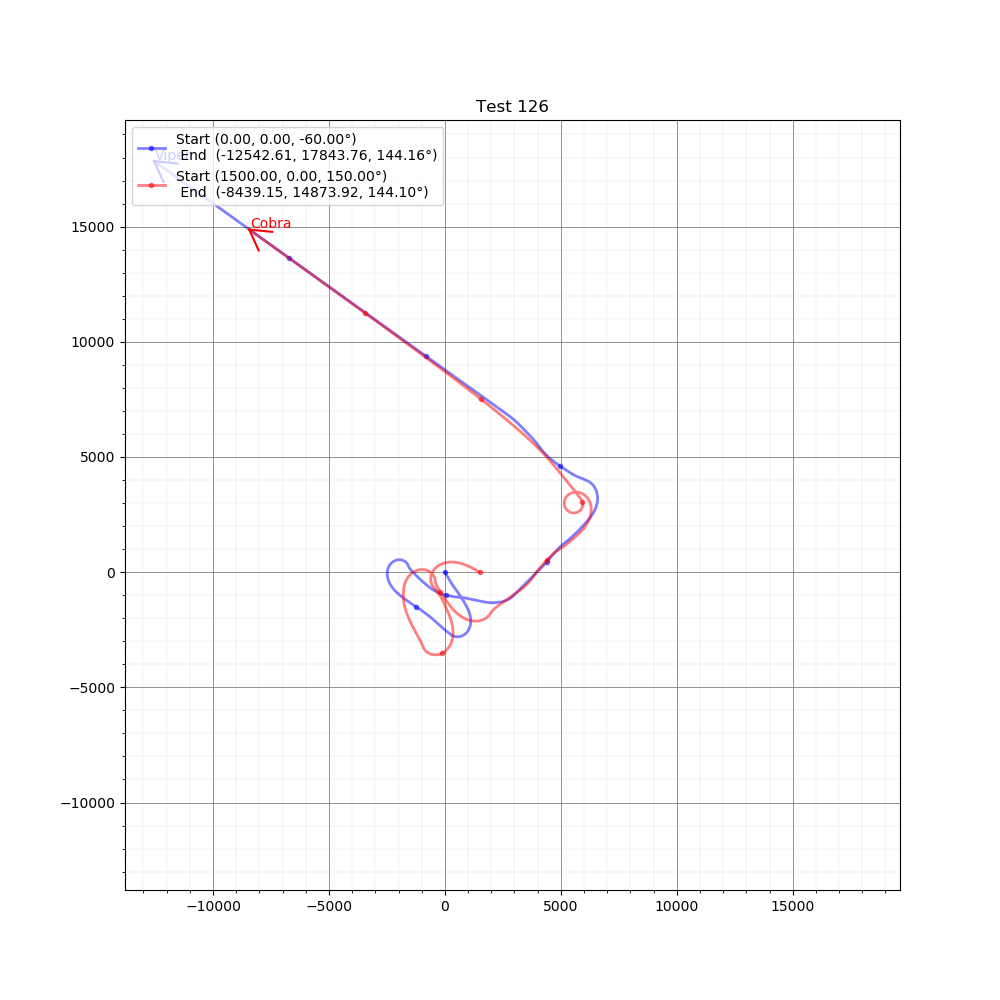 Test 126
Start (0.00, 0.00, -60.00°)
End (-12542.61, 17843.76, 144.16°)
Start (1500.00, 0.00, 150.00°)
End (-8439.15, 14873.92, 144.10°)
Viper
Cobra
15000
10000
5000
0
−5000
−10000
−10000
−5000
0
5000
10000
15000